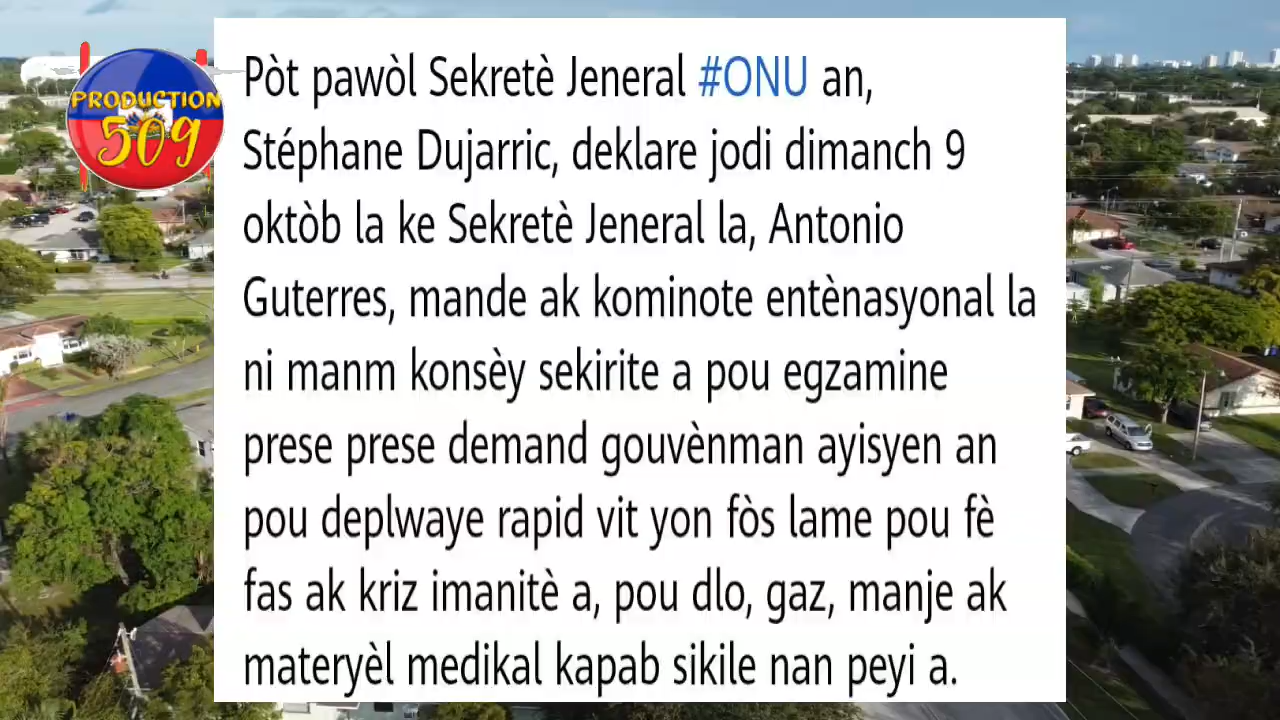 PRODUCTION
509
Pòt pawòl Sekretè Jeneral #ONU an,
Stéphane Dujarric, deklare jodi dimanch 9
oktòb la ke Sekretè Jeneral la, Antonio
Guterres, mande ak kominote entènasyonal la
ni manm konsèy sekirite a pou egzamine
prese prese demand gouvènman ayisyen an
pou deplwaye rapid vit yon fòs lame pou fè
fas ak kriz imanitè a, pou dlo, gaz, manje ak
materyèl medikal kapab sikile nan peyi a.